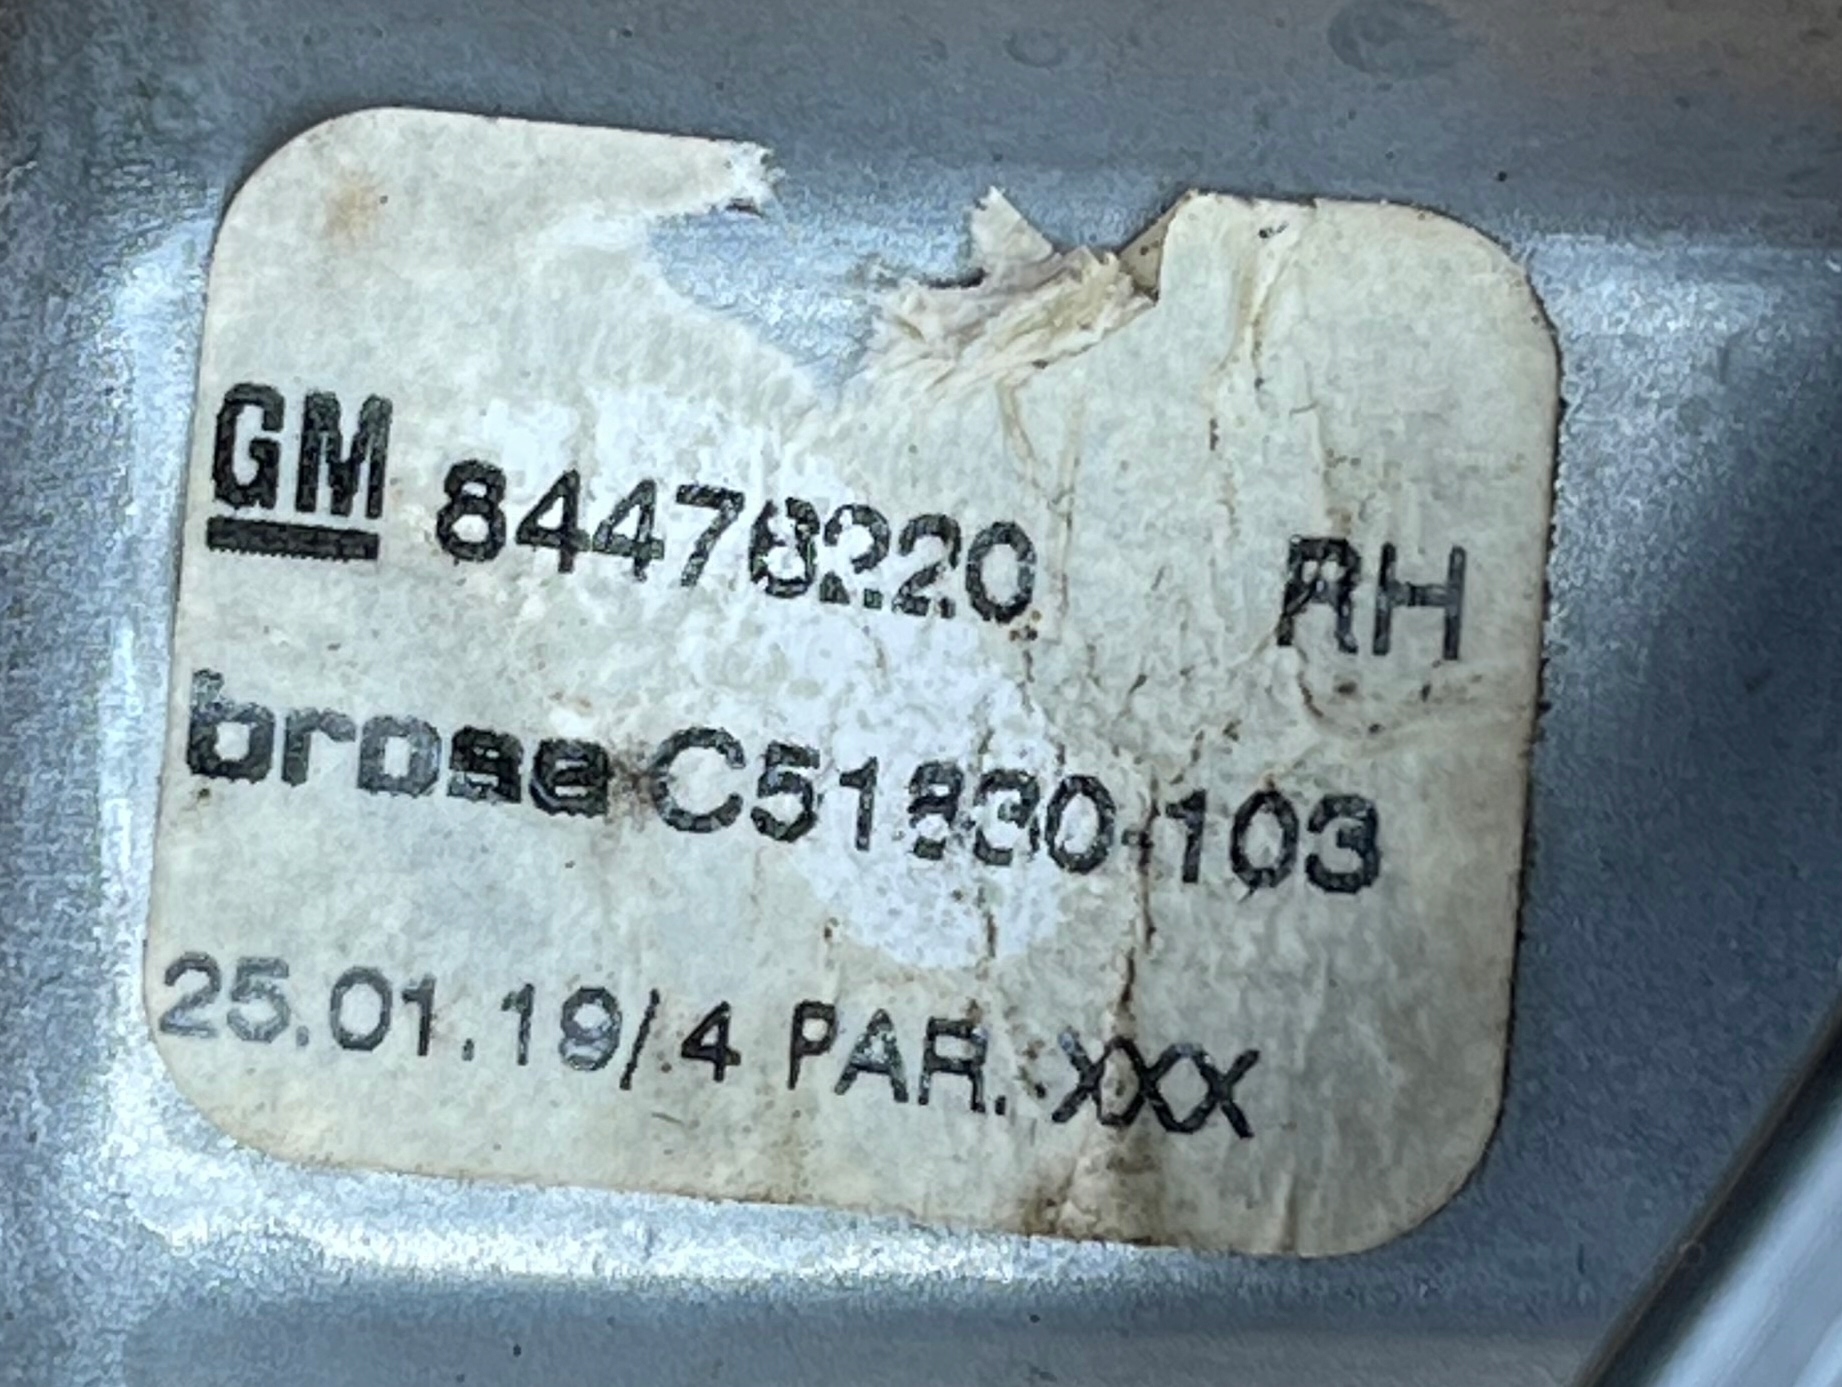 GM 84478220 RH
brose C51830-103
25.01.19/4 PAR. XXX